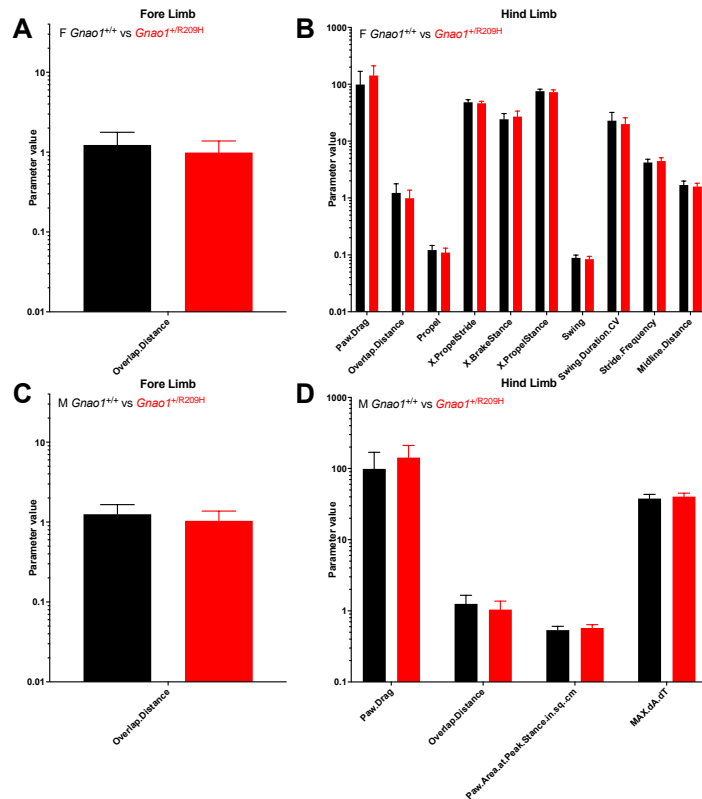 A
Fore Limb
F Gnao1+/+ vs Gnao1+/R209H
Parameter value
10
1
0.1
0.01
Overlap.Distance
B
Hind Limb
F Gnao1+/+ vs Gnao1+/R209H
Parameter value
1000
100
10
1
0.1
0.01
Paw.Drag
Overlap.Distance
Propel
X.PropelStride
X.BrakeStance
X.PropelStance
Swing
Swing.Duration.CV
Stride.Frequency
Midline.Distance
C
Fore Limb
M Gnao1+/+ vs Gnao1+/R209H
Parameter value
10
1
0.1
0.01
Overlap.Distance
D
Hind Limb
M Gnao1+/+ vs Gnao1+/R209H
Parameter value
1000
100
10
1
0.1
Paw.Drag
Overlap.Distance
Paw.Area.at.Peak.Stance.in.sq.cm
MAX.dA.dT